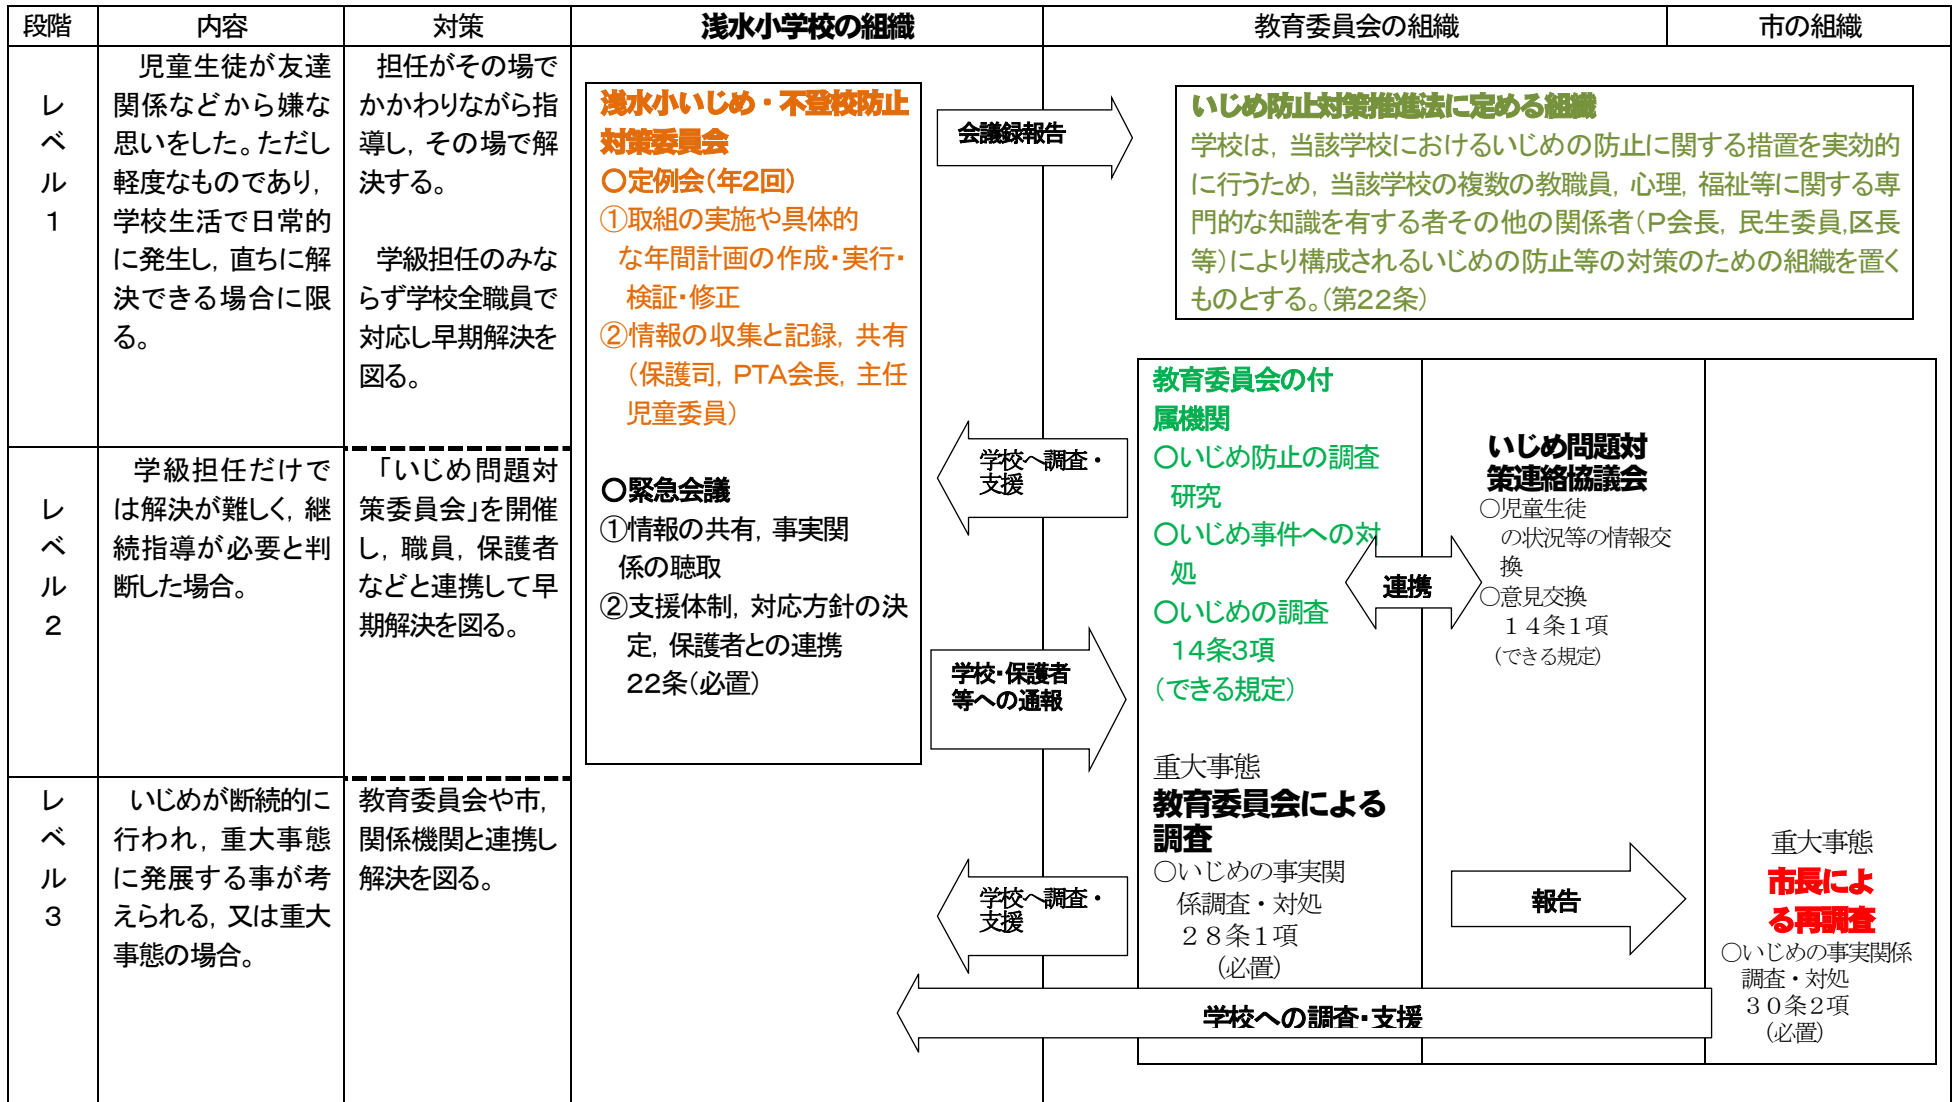 段階
内容
対策
浅水小学校の組織
教育委員会の組織
市の組織
レ
ベ
ル
1
児童生徒が友達
関係などから嫌な
思いをした。ただし
軽度なものであり,
学校生活で日常的
に発生し, 直ちに解
決できる場合に限
る。
担任がその場で
かかわりながら指
導し, その場で解
決する。
学級担任のみな
らず学校全職員で
対応し早期解決を
図る。
レ
ベ
ル
2
学級担任だけで
は解決が難しく, 継
続指導が必要と判
断した場合。
「いじめ問題対
策委員会」を開催
し, 職員, 保護者
などと連携して早
期解決を図る。
レ
ベ
ル
3
いじめが断続的に
行われ, 重大事態
に発展する事が考
えられる, 又は重大
事態の場合。
教育委員会や市,
関係機関と連携し
解決を図る。
浅水小いじめ・不登校防止
対策委員会
○定例会(年2回)
①取組の実施や具体的
な年間計画の作成・実行・
検証・修正
②情報の収集と記録, 共有
(保護司, PTA会長, 主任
児童委員)
○緊急会議
①情報の共有, 事実関
係の聴取
②支援体制, 対応方針の決
定, 保護者との連携
22条(必置)
会議録報告
学校へ調査・
支援
学校・保護者
等への通報
学校へ調査・
支援
いじめ防止対策推進法に定める組織
学校は, 当該学校におけるいじめの防止に関する措置を実効的
に行うため, 当該学校の複数の教職員, 心理, 福祉等に関する専
門的な知識を有する者その他の関係者(P会長, 民生委員,区長
等)により構成されるいじめの防止等の対策のための組織を置く
ものとする。(第22条)
教育委員会の付
属機関
○いじめ防止の調査
研究
○いじめ事件への対
処
○いじめの調査
14条3項
(できる規定)
連携
いじめ問題対
策連絡協議会
○児童生徒
の状況等の情報交
換
○意見交換
14条1項
(できる規定)
重大事態
教育委員会による
調査
○いじめの事実関
係調査・対処
28条1項
(必置)
報告
重大事態
市長によ
る再調査
○いじめの事実関係
調査・対処
30条2項
(必置)
学校への調査・支援